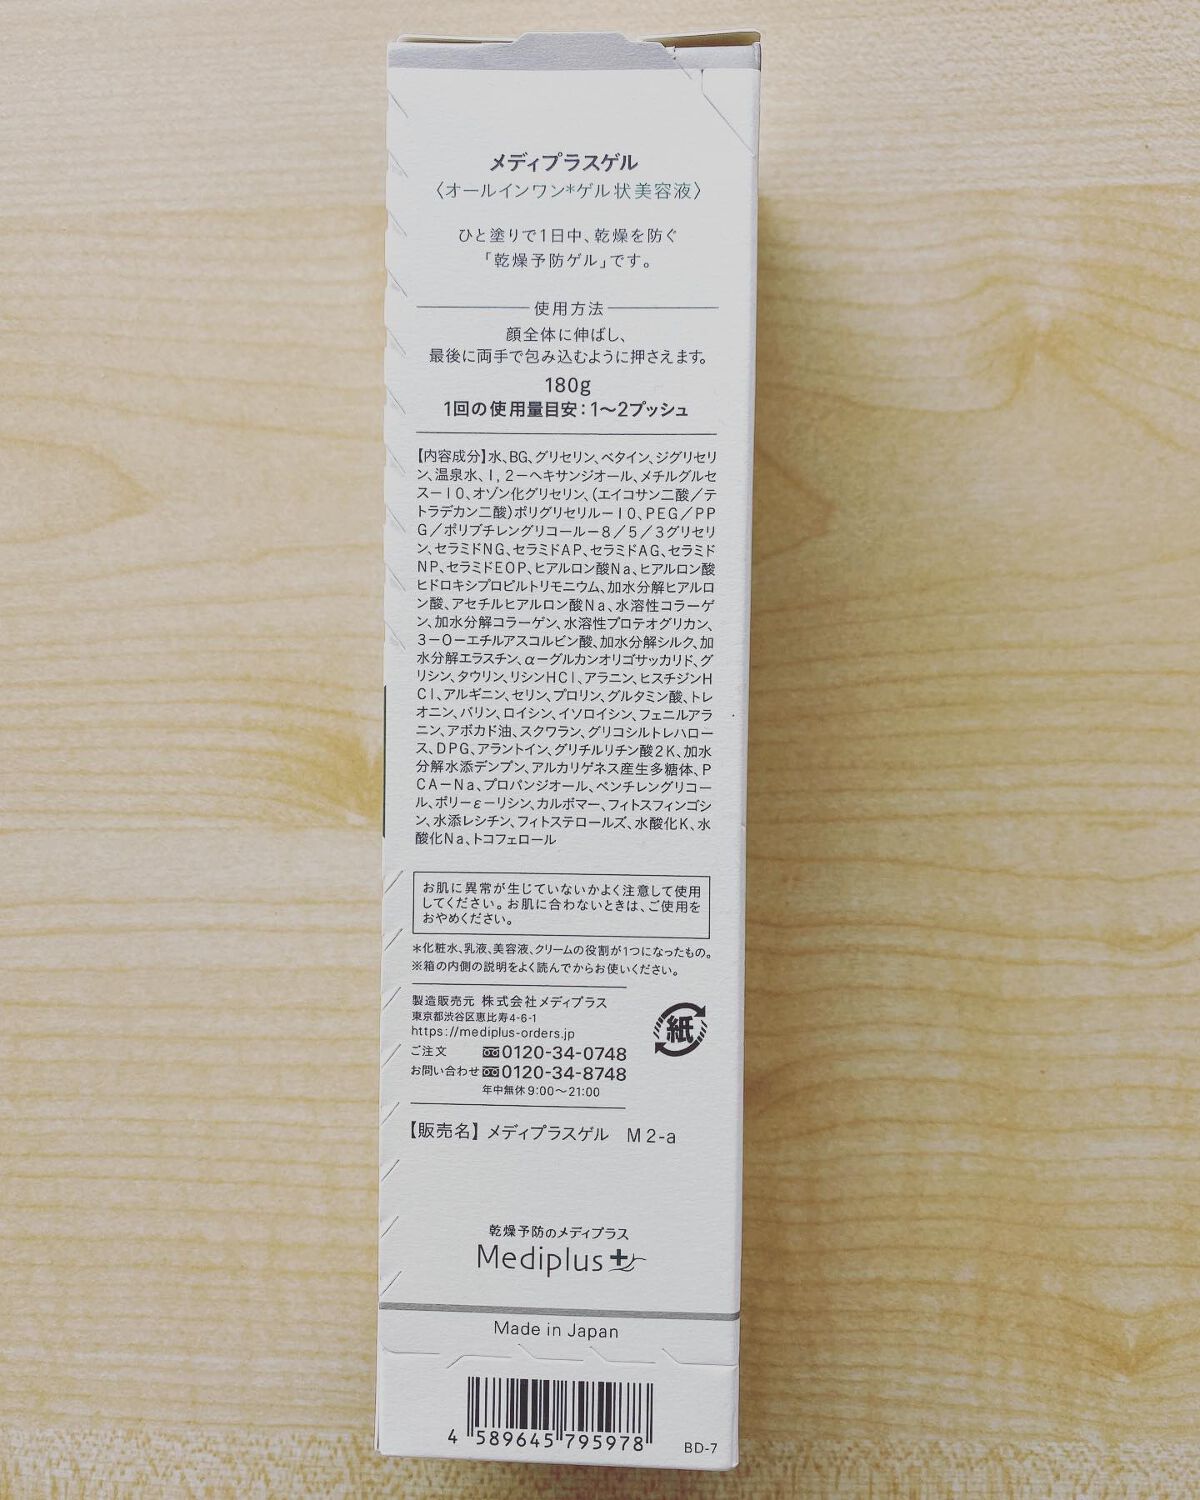 メディプラスゲル
〈オールインワン*ゲル状美容液〉
ひと塗りで1日中、乾燥を防ぐ
「乾燥予防ゲル」です。
使用方法
顔全体に伸ばし、
最後に両手で包み込むように押さえます。
180g
1回の使用量目安：1〜2プッシュ
【内容成分】水、BG、グリセリン、ベタイン、ジグリセリ
ン、温泉水、1,2－ヘキサンジオール、メチルグルセ
ス－10、オゾン化グリセリン、(エイコサン二酸／テ
トラデカン二酸)ポリグリセリル－10、PEG／PP
G／ポリブチレングリコール－8／5／3グリセリ
ン、セラミドNG、セラミドAP、セラミドAG、セラミド
NP、セラミドEOP、ヒアルロン酸Na、ヒアルロン酸
ヒドロキシプロピルトリモニウム、加水分解ヒアルロ
ン酸、アセチルヒアルロン酸Na、水溶性コラーゲ
ン、加水分解コラーゲン、水溶性プロテオグリカン、
3－O－エチルアスコルビン酸、加水分解シルク、加
水分解エラスチン、α－グルカンオリゴサッカリド、グ
リシン、タウリン、リシンHCl、アラニン、ヒスチジンH
Cl、アルギニン、セリン、プロリン、グルタミン酸、トレ
オニン、バリン、ロイシン、イソロイシン、フェニルアラ
ニン、アボカド油、スクワラン、グリコシルトレハロー
ス、DPG、アラントイン、グリチルリチン酸2K、加水
分解水添デンプン、アルカリゲネス産生多糖体、P
CA－Na、プロパンジオール、ペンチレングリコー
ル、ポリ－ε－リシン、カルボマー、フィトスフィンゴシ
ン、水添レシチン、フィトステロールズ、水酸化K、水
酸化Na、トコフェロール
お肌に異常が生じていないかよく注意して使用
してください。お肌に合わないときは、ご使用を
おやめください。
*化粧水、乳液、美容液、クリームの役割が1つになったもの。
※箱の内側の説明をよく読んでからお使いください。
製造販売元 株式会社メディプラス
東京都渋谷区恵比寿4-6-1
https://mediplus-orders.jp
ご注文 0120-34-0748
お問い合わせ 0120-34-8748
年中無休 9:00〜21:00
紙
【販売名】メディプラスゲル M2-a
乾燥予防のメディプラス
Mediplus+
Made in Japan
4 589645 795978
BD-7